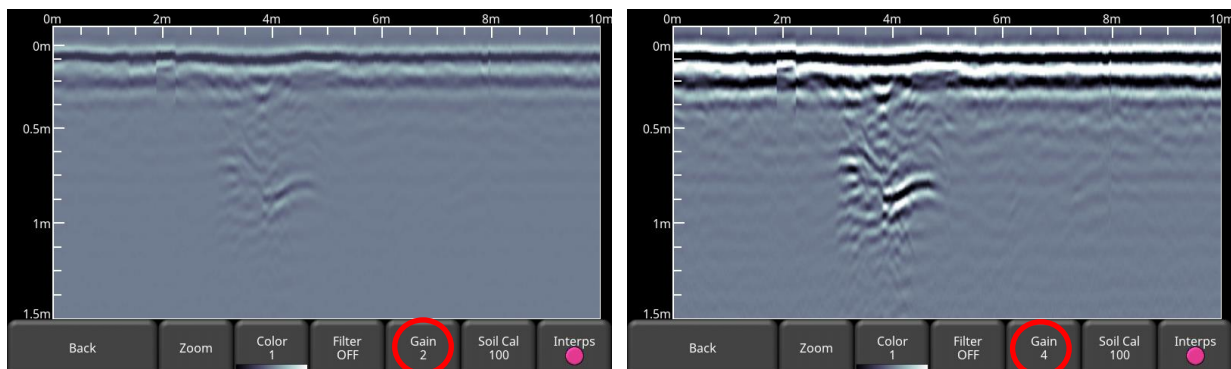 0m 2m 4m 6m 8m 10m
0m
0.5m
1m
1.5m
Back Zoom Color 1 Filter OFF Gain 2 Soil Cal 100 Interps
0m 2m 4m 6m 8m 10m
0m
0.5m
1m
1.5m
Back Zoom Color 1 Filter OFF Gain 4 Soil Cal 100 Interps